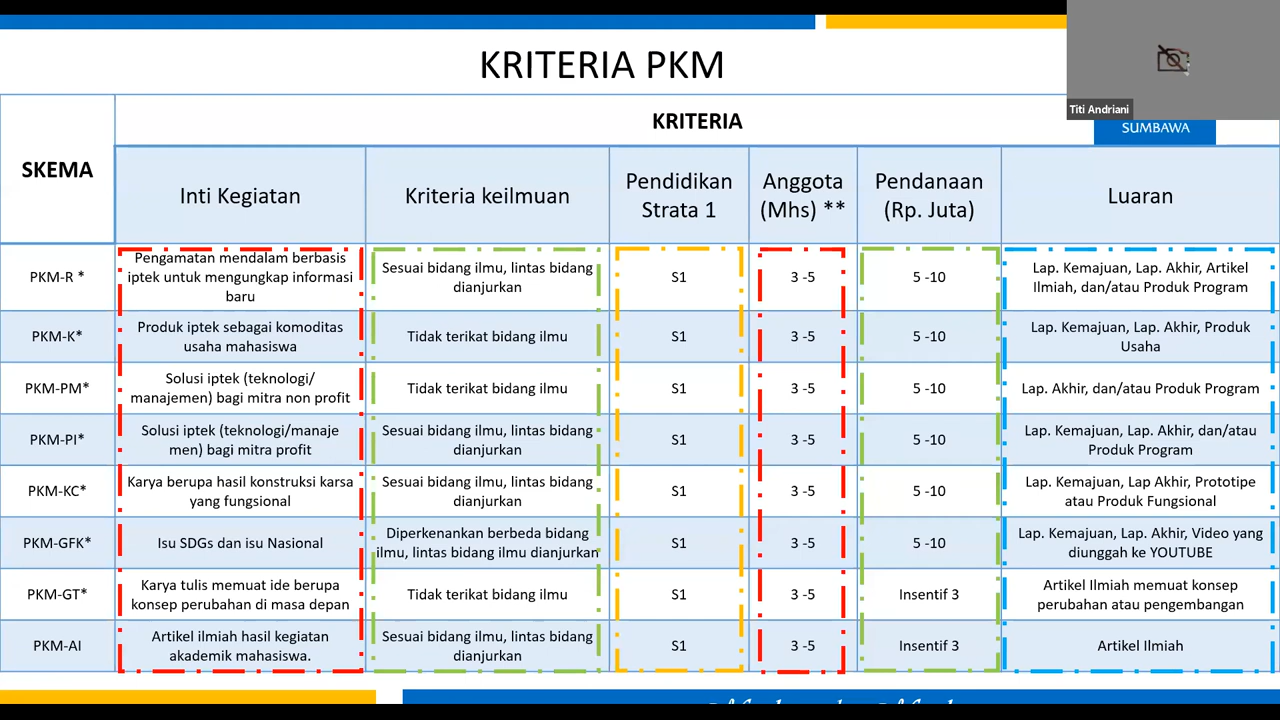 KRITERIA PKM
Titi Andriani
SUMBAWA
SKEMA
KRITERIA
Inti Kegiatan
Kriteria keilmuan
Pendidikan
Strata 1
Anggota
(Mhs) **
Pendanaan
(Rp. Juta)
Luaran
PKM-R *
Pengamatan mendalam berbasis
iptek untuk mengungkap informasi
baru
Sesuai bidang ilmu, lintas bidang
dianjurkan
S1
3 -5
5 -10
Lap. Kemajuan, Lap. Akhir, Artikel
Ilmiah, dan/atau Produk Program
PKM-K*
Produk iptek sebagai komoditas
usaha mahasiswa
Tidak terikat bidang ilmu
S1
3 -5
5 -10
Lap. Kemajuan, Lap. Akhir, Produk
Usaha
PKM-PM*
Solusi iptek (teknologi/
manajemen) bagi mitra non profit
Tidak terikat bidang ilmu
S1
3 -5
5 -10
Lap. Akhir, dan/atau Produk Program
PKM-PI*
Solusi iptek (teknologi/manaje
men) bagi mitra profit
Sesuai bidang ilmu, lintas bidang
dianjurkan
S1
3 -5
5 -10
Lap. Kemajuan, Lap. Akhir, dan/atau
Produk Program
PKM-KC*
Karya berupa hasil konstruksi karsa
yang fungsional
Sesuai bidang ilmu, lintas bidang
dianjurkan
S1
3 -5
5 -10
Lap. Kemajuan, Lap Akhir, Prototipe
atau Produk Fungsional
PKM-GFK*
Isu SDGs dan isu Nasional
Diperkenankan berbeda bidang
ilmu, lintas bidang ilmu dianjurkan
S1
3 -5
5 -10
Lap. Kemajuan, Lap. Akhir, Video yang
diunggah ke YOUTUBE
PKM-GT*
Karya tulis memuat ide berupa
konsep perubahan di masa depan
Tidak terikat bidang ilmu
S1
3 -5
Insentif 3
Artikel Ilmiah memuat konsep
perubahan atau pengembangan
PKM-AI
Artikel ilmiah hasil kegiatan
akademik mahasiswa.
Sesuai bidang ilmu, lintas bidang
dianjurkan
S1
3 -5
Insentif 3
Artikel Ilmiah